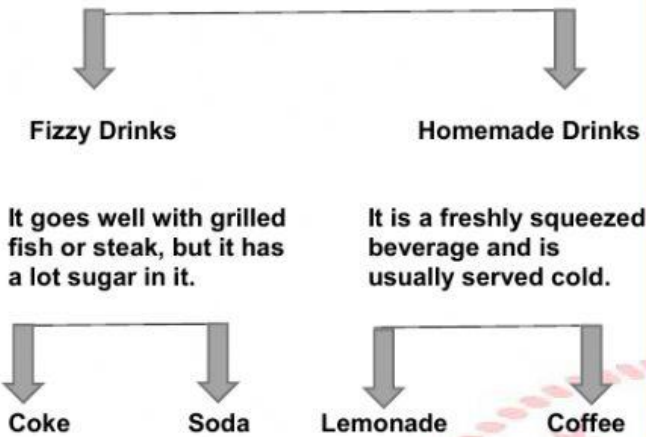 Fizzy Drinks
Homemade Drinks
It goes well with grilled
fish or steak, but it has
a lot sugar in it.
It is a freshly squeezed
beverage and is
usually served cold.
Coke
Soda
Lemonade
Coffee